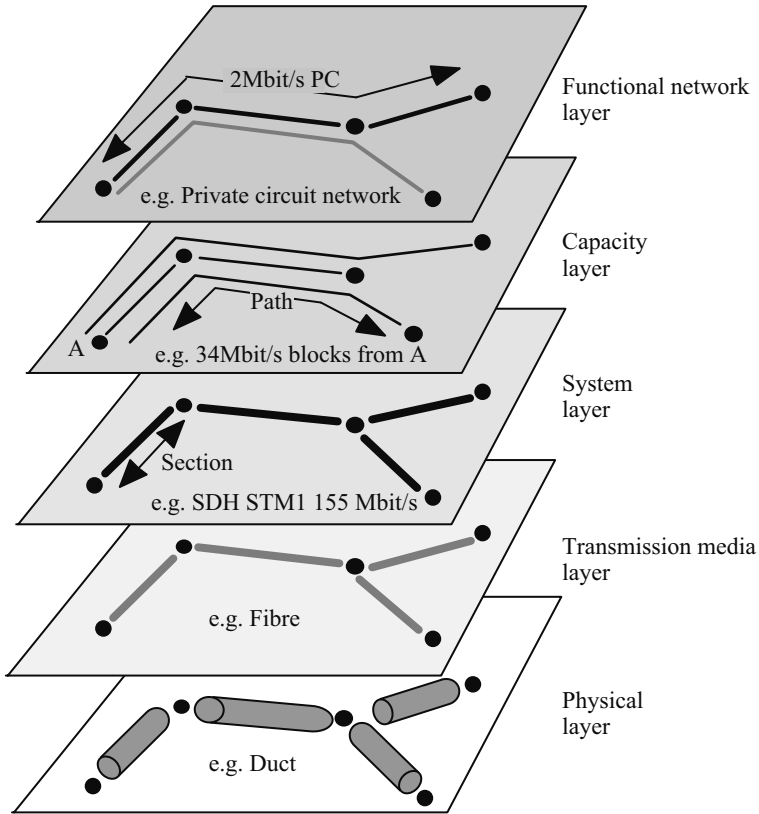 2Mbit/s PC
Functional network
layer
e.g. Private circuit network
Capacity
layer
Path
A
e.g. 34Mbit/s blocks from A
System
layer
Section
e.g. SDH STM1 155 Mbit/s
Transmission media
layer
e.g. Fibre
Physical
layer
e.g. Duct